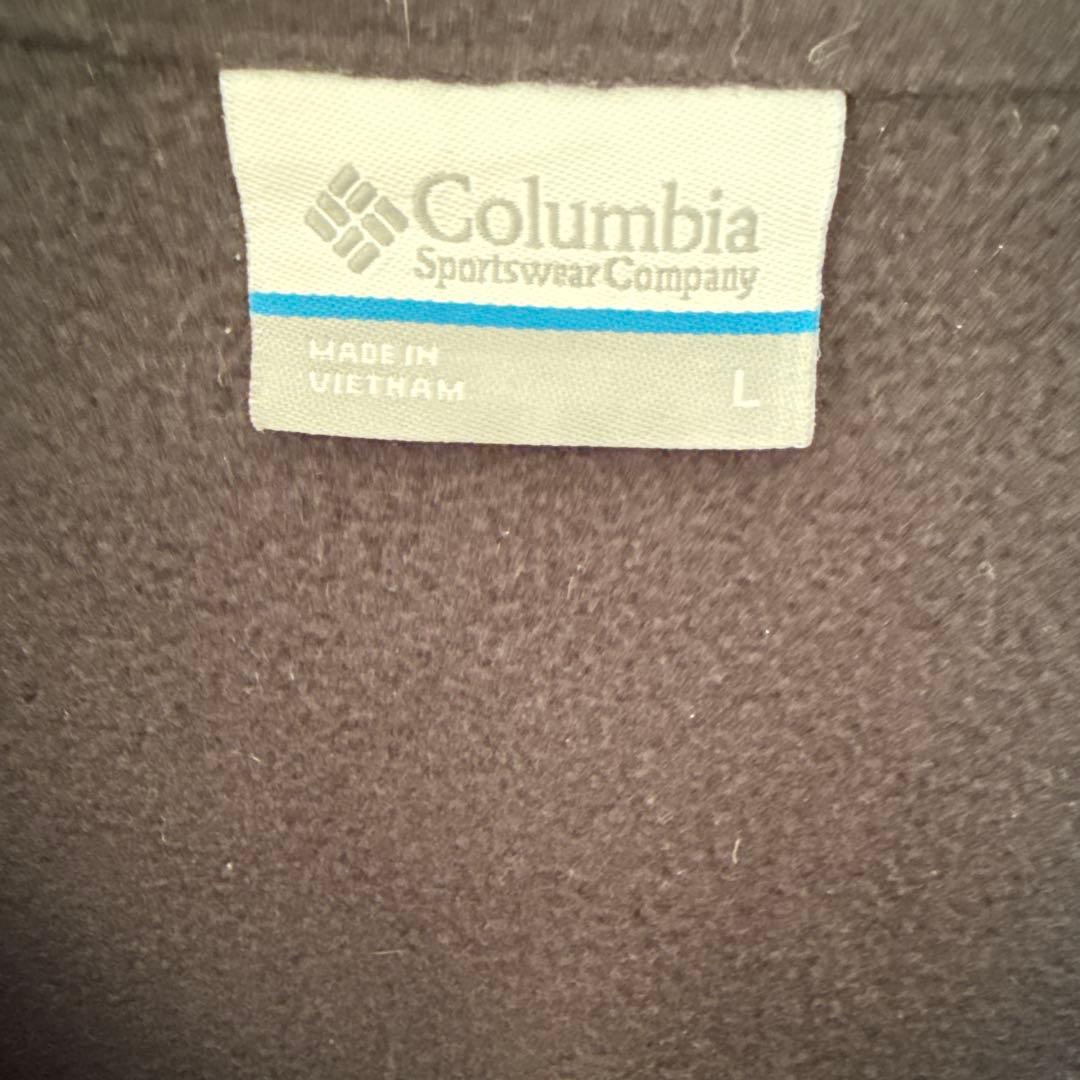 Columbia
Sportswear Company
MADE IN
VIETNAM
L